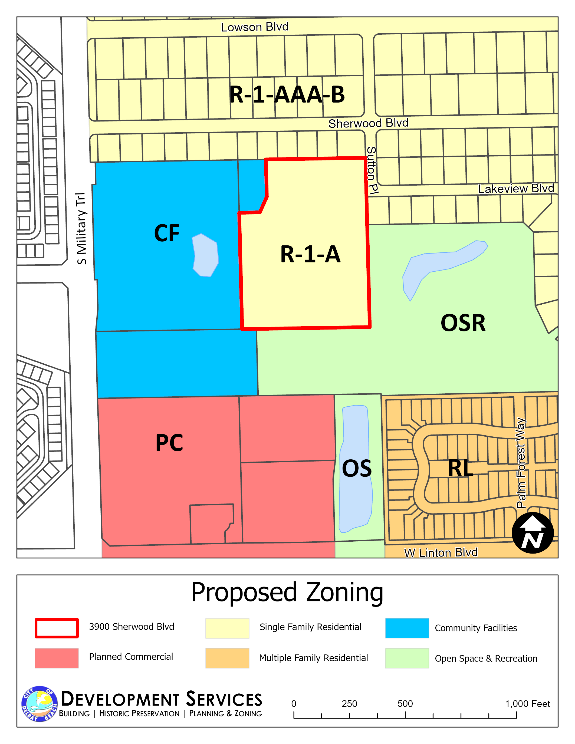 Lowson Blvd
R-1-AAA-B
Sherwood Blvd
Sutton Pl
Lakeview Blvd
S Military Trl
CF
R-1-A
OSR
PC
OS
RL
Palm Forest Way
N
W Linton Blvd
Proposed Zoning
3900 Sherwood Blvd
Single Family Residential
Community Facilities
Planned Commercial
Multiple Family Residential
Open Space & Recreation
DEVELOPMENT SERVICES
BUILDING | HISTORIC PRESERVATION | PLANNING & ZONING
0 250 500 1,000 Feet